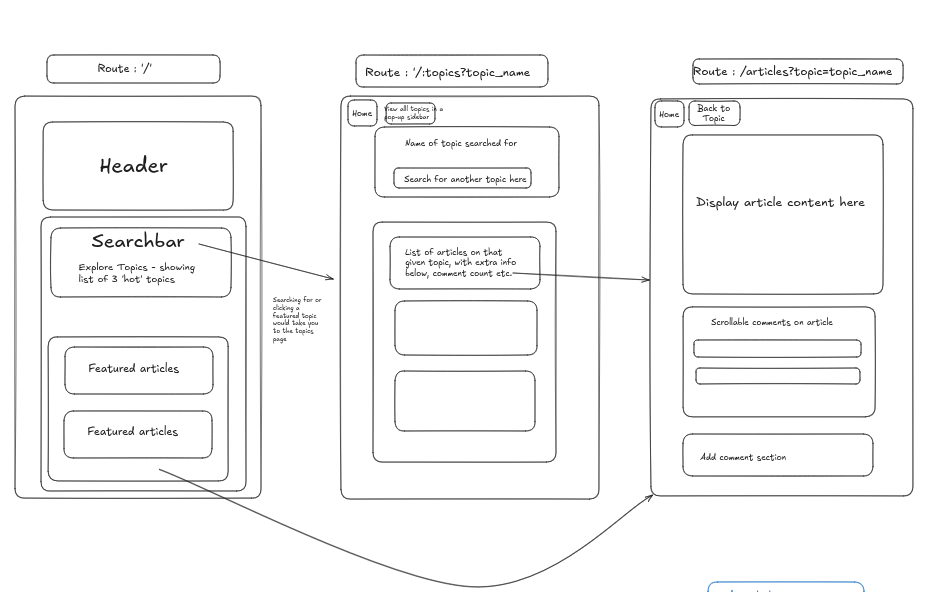 Route : '/'
Header
Searchbar
Explore Topics - showing
list of 3 'hot' topics
Featured articles
Featured articles
Searching for or
clicking a
featured topic
would take you
to the topics
page
Route : '/:topics?topic_name
Home
View all topics in a
pop-up sidebar
Name of topic searched for
Search for another topic here
List of articles on that
given topic, with extra info
below, comment count etc.
Route : /articles?topic=topic_name
Home
Back to
Topic
Display article content here
Scrollable comments on article
Add comment section